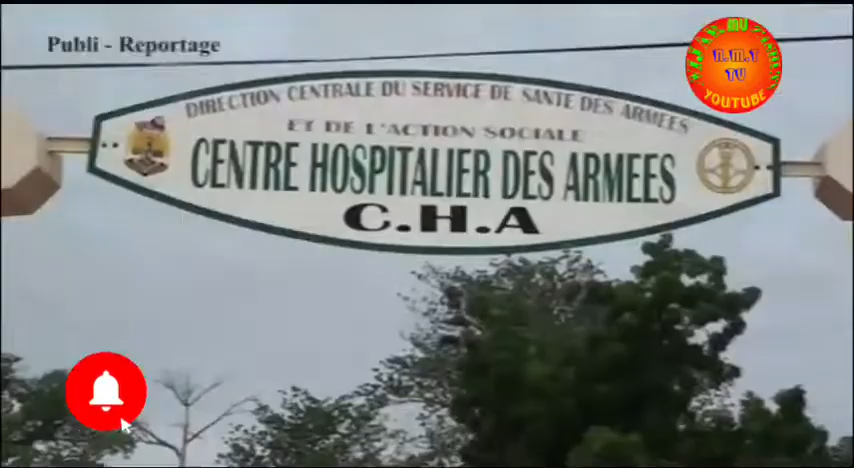 Publi - Reportage
DIRECTION CENTRALE DU SERVICE DE SANTE DES ARMEES
ET DE L'ACTION SOCIALE
CENTRE HOSPITALIER DES ARMEES
C.H.A
n.m.t
TV
YOUTUBE